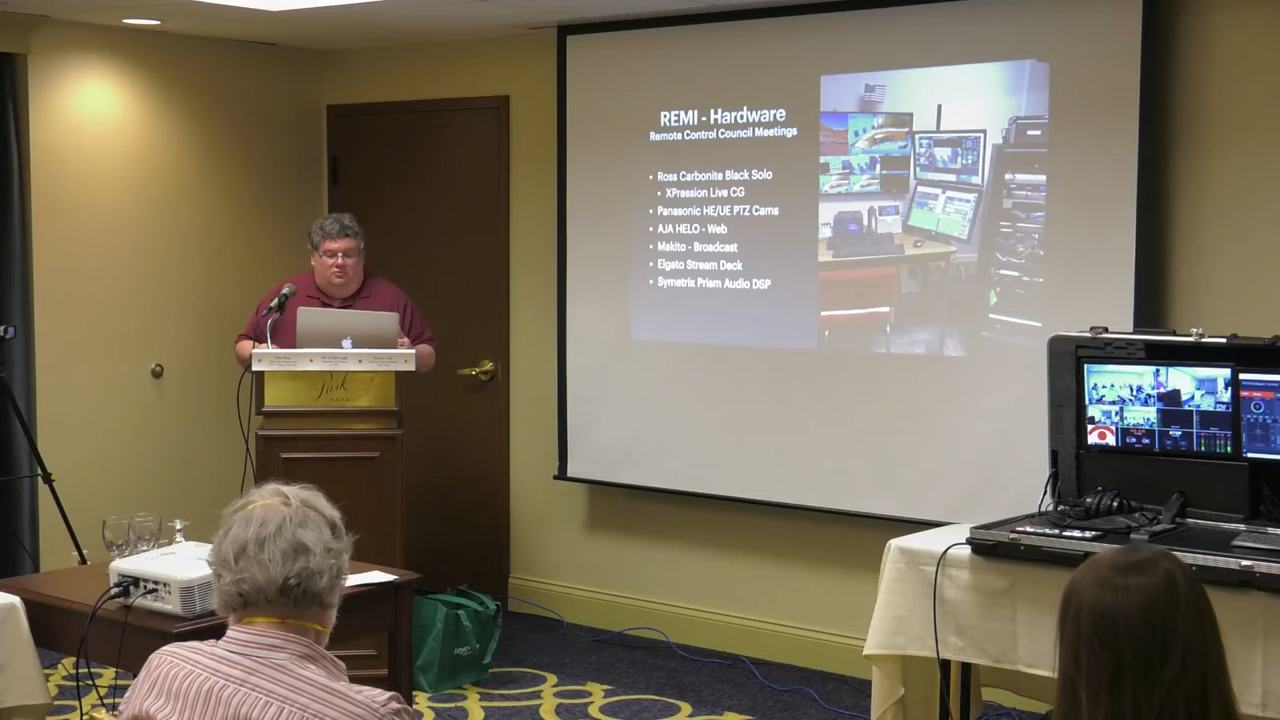 REMI - Hardware
Remote Control Council Meetings
• Ross Carbonite Black Solo
• XPression Live CG
• Panasonic HE/UE PTZ Cams
• AJA HELO - Web
• Makito - Broadcast
• Elgato Stream Deck
• Symetrix Prism Audio DSP
Park
HOTEL